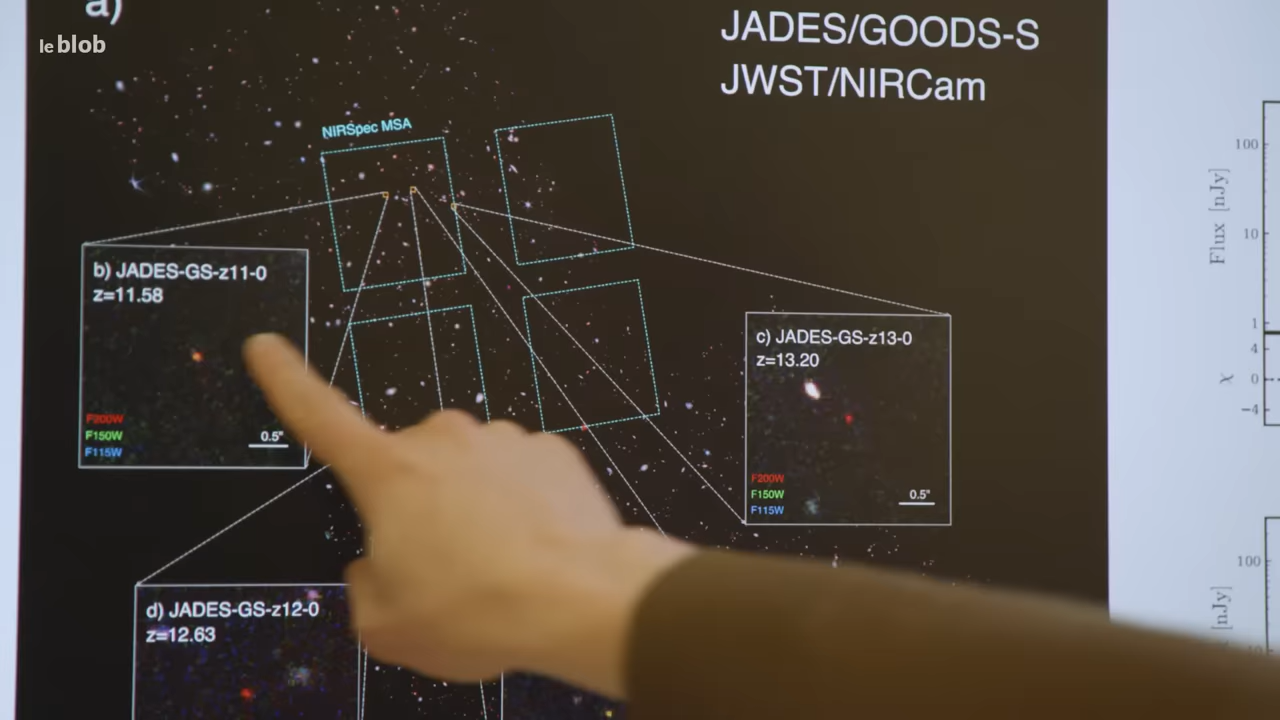 a)
le blob
JADES/GOODS-S
JWST/NIRCam
NIRSpec MSA
b) JADES-GS-z11-0
z=11.58
F200W
F150W
F115W
0.5"
c) JADES-GS-z13-0
z=13.20
F200W
F150W
F115W
0.5"
d) JADES-GS-z12-0
z=12.63
Flux [nJy]
100
10
1
4
χ
0
−4
100
[nJy]